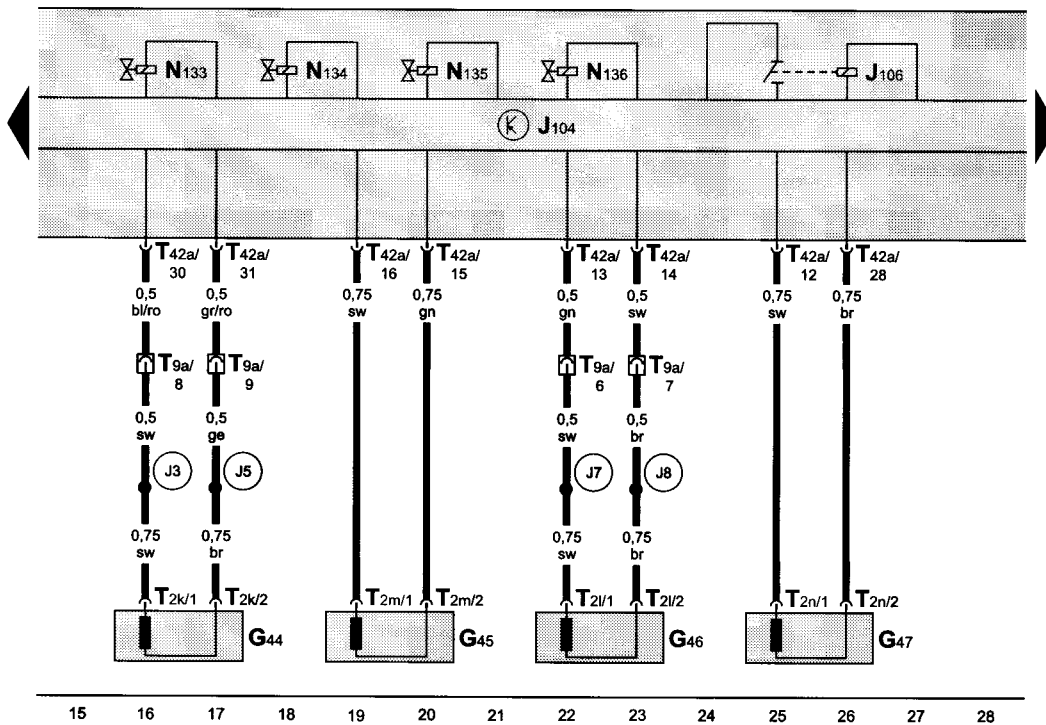 N133 N134 N135 N136 J106
J104
T42a/30 T42a/31 T42a/16 T42a/15 T42a/13 T42a/14 T42a/12 T42a/28
0,5 0,5 0,75 0,75 0,5 0,5 0,75 0,75
bl/ro gr/ro sw gn gn sw sw br
T9a/8 T9a/9 T9a/6 T9a/7
0,5 0,5 0,5 0,5
sw ge sw br
J3 J5 J7 J8
0,75 0,75 0,75 0,75
sw br sw br
T2k/1 T2k/2 T2m/1 T2m/2 T2l/1 T2l/2 T2n/1 T2n/2
G44 G45 G46 G47
15 16 17 18 19 20 21 22 23 24 25 26 27 28